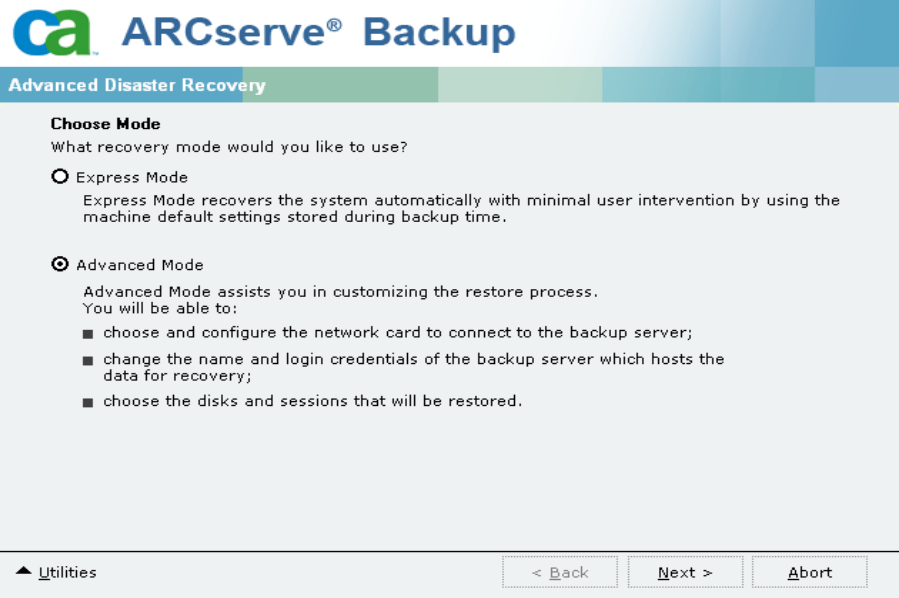 ca™ ARCserve® Backup
Advanced Disaster Recovery
Choose Mode
What recovery mode would you like to use?
Express Mode
Express Mode recovers the system automatically with minimal user intervention by using the
machine default settings stored during backup time.
Advanced Mode
Advanced Mode assists you in customizing the restore process.
You will be able to:
choose and configure the network card to connect to the backup server;
change the name and login credentials of the backup server which hosts the
data for recovery;
choose the disks and sessions that will be restored.
Utilities
< Back
Next >
Abort